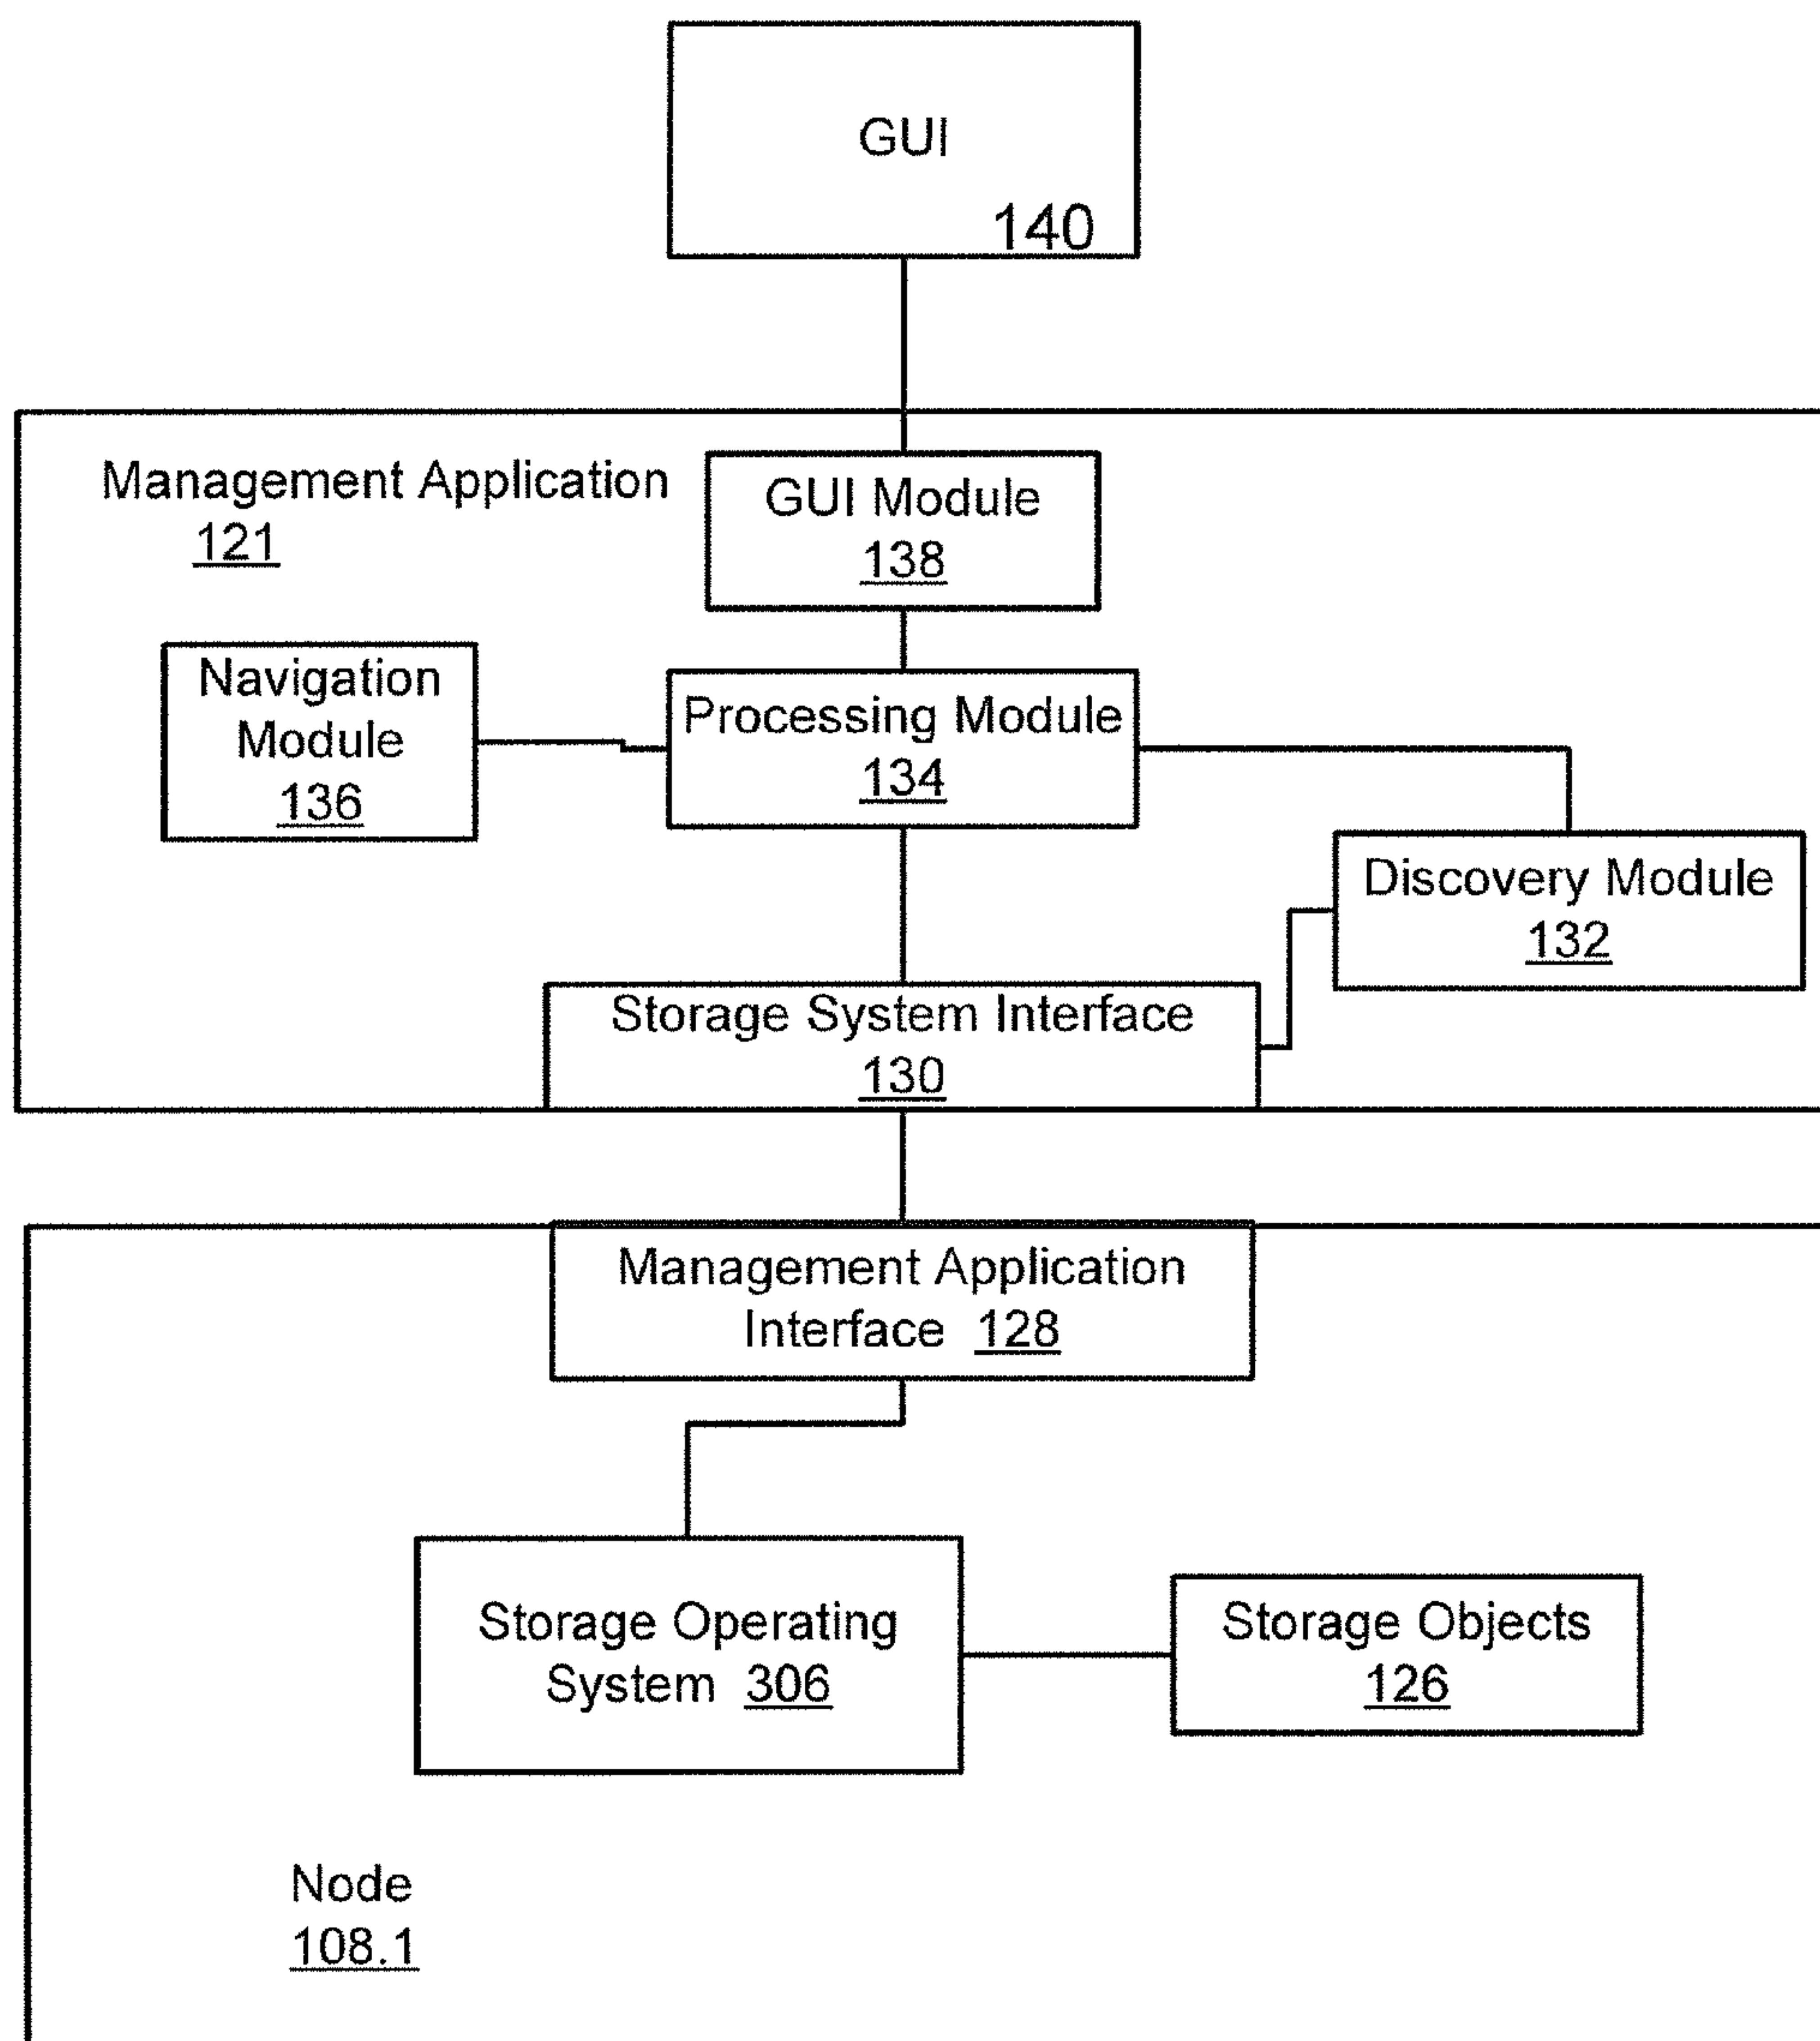 GUI
140
Management Application
121
GUI Module
138
Navigation
Module
136
Processing Module
134
Discovery Module
132
Storage System Interface
130
Management Application
Interface 128
Storage Operating
System 306
Storage Objects
126
Node
108.1